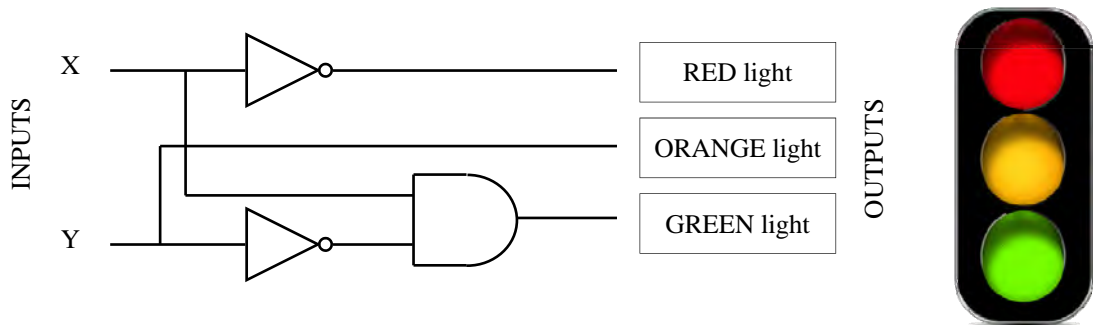 INPUTS
X
Y
RED light
ORANGE light
GREEN light
OUTPUTS